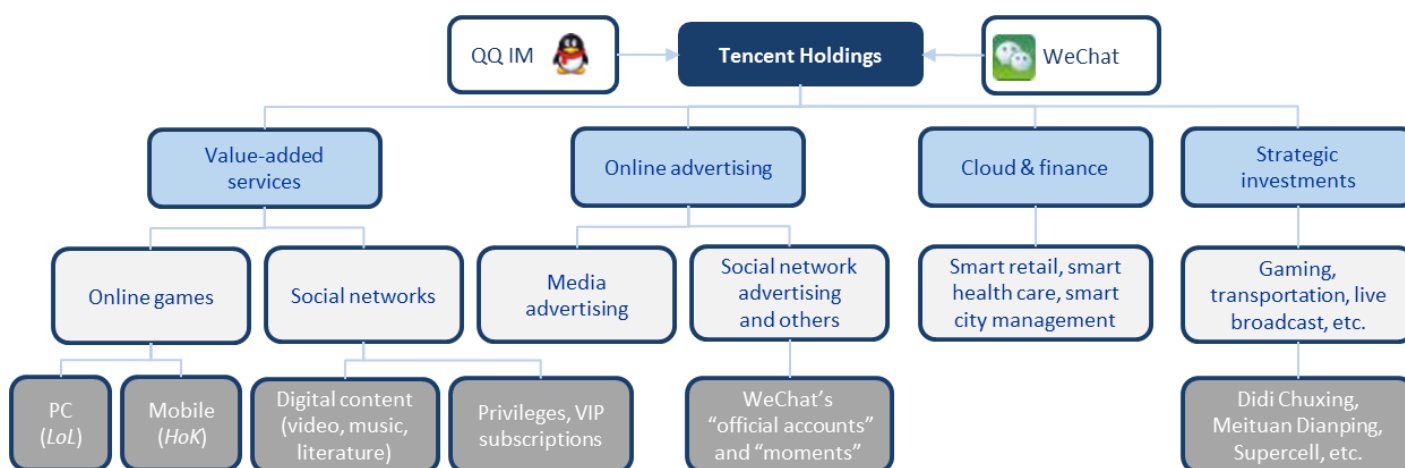 QQ IM
Tencent Holdings
WeChat
Value-added
services
Online advertising
Cloud & finance
Strategic
investments
Online games
Social networks
Media
advertising
Social network
advertising
and others
Smart retail, smart
health care, smart
city management
Gaming,
transportation, live
broadcast, etc.
PC
(LoL)
Mobile
(HoK)
Digital content
(video, music,
literature)
Privileges, VIP
subscriptions
WeChat’s
“official accounts”
and “moments”
Didi Chuxing,
Meituan Dianping,
Supercell, etc.